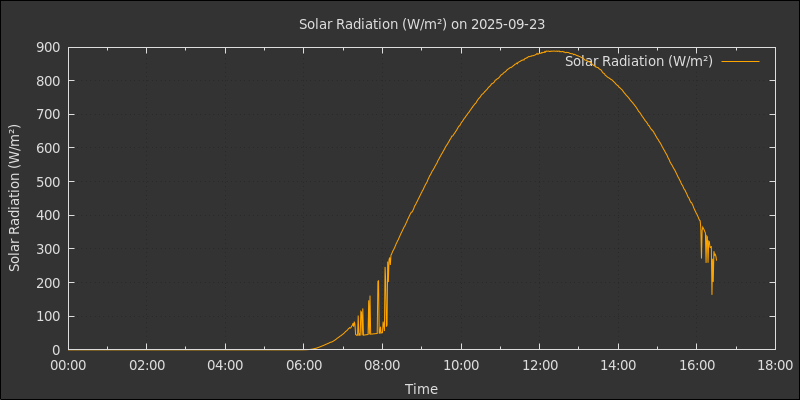 Solar Radiation (W/m²) on 2025-09-23
Solar Radiation (W/m²)
Solar Radiation (W/m²)
900
800
700
600
500
400
300
200
100
0
00:00 02:00 04:00 06:00 08:00 10:00 12:00 14:00 16:00 18:00
Time